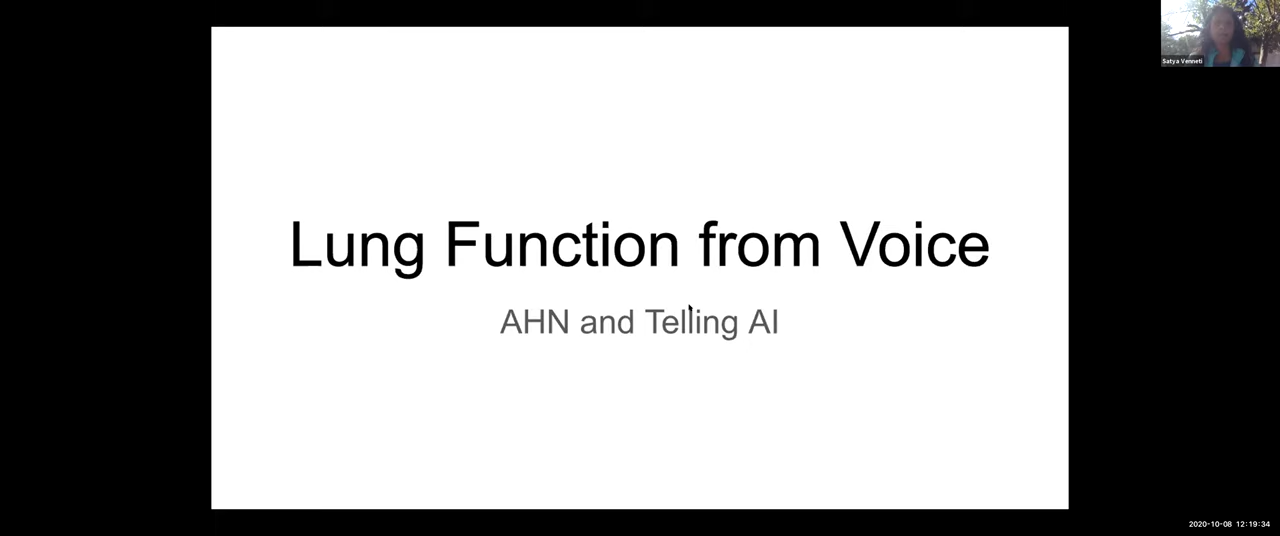 Satya Venneti
Lung Function from Voice
AHN and Telling AI
2020-10-08 12:19:34